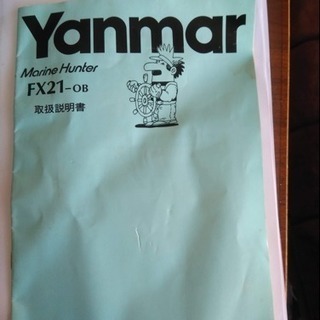 Yanmar
Marine Hunter
FX21-OB
取扱説明書